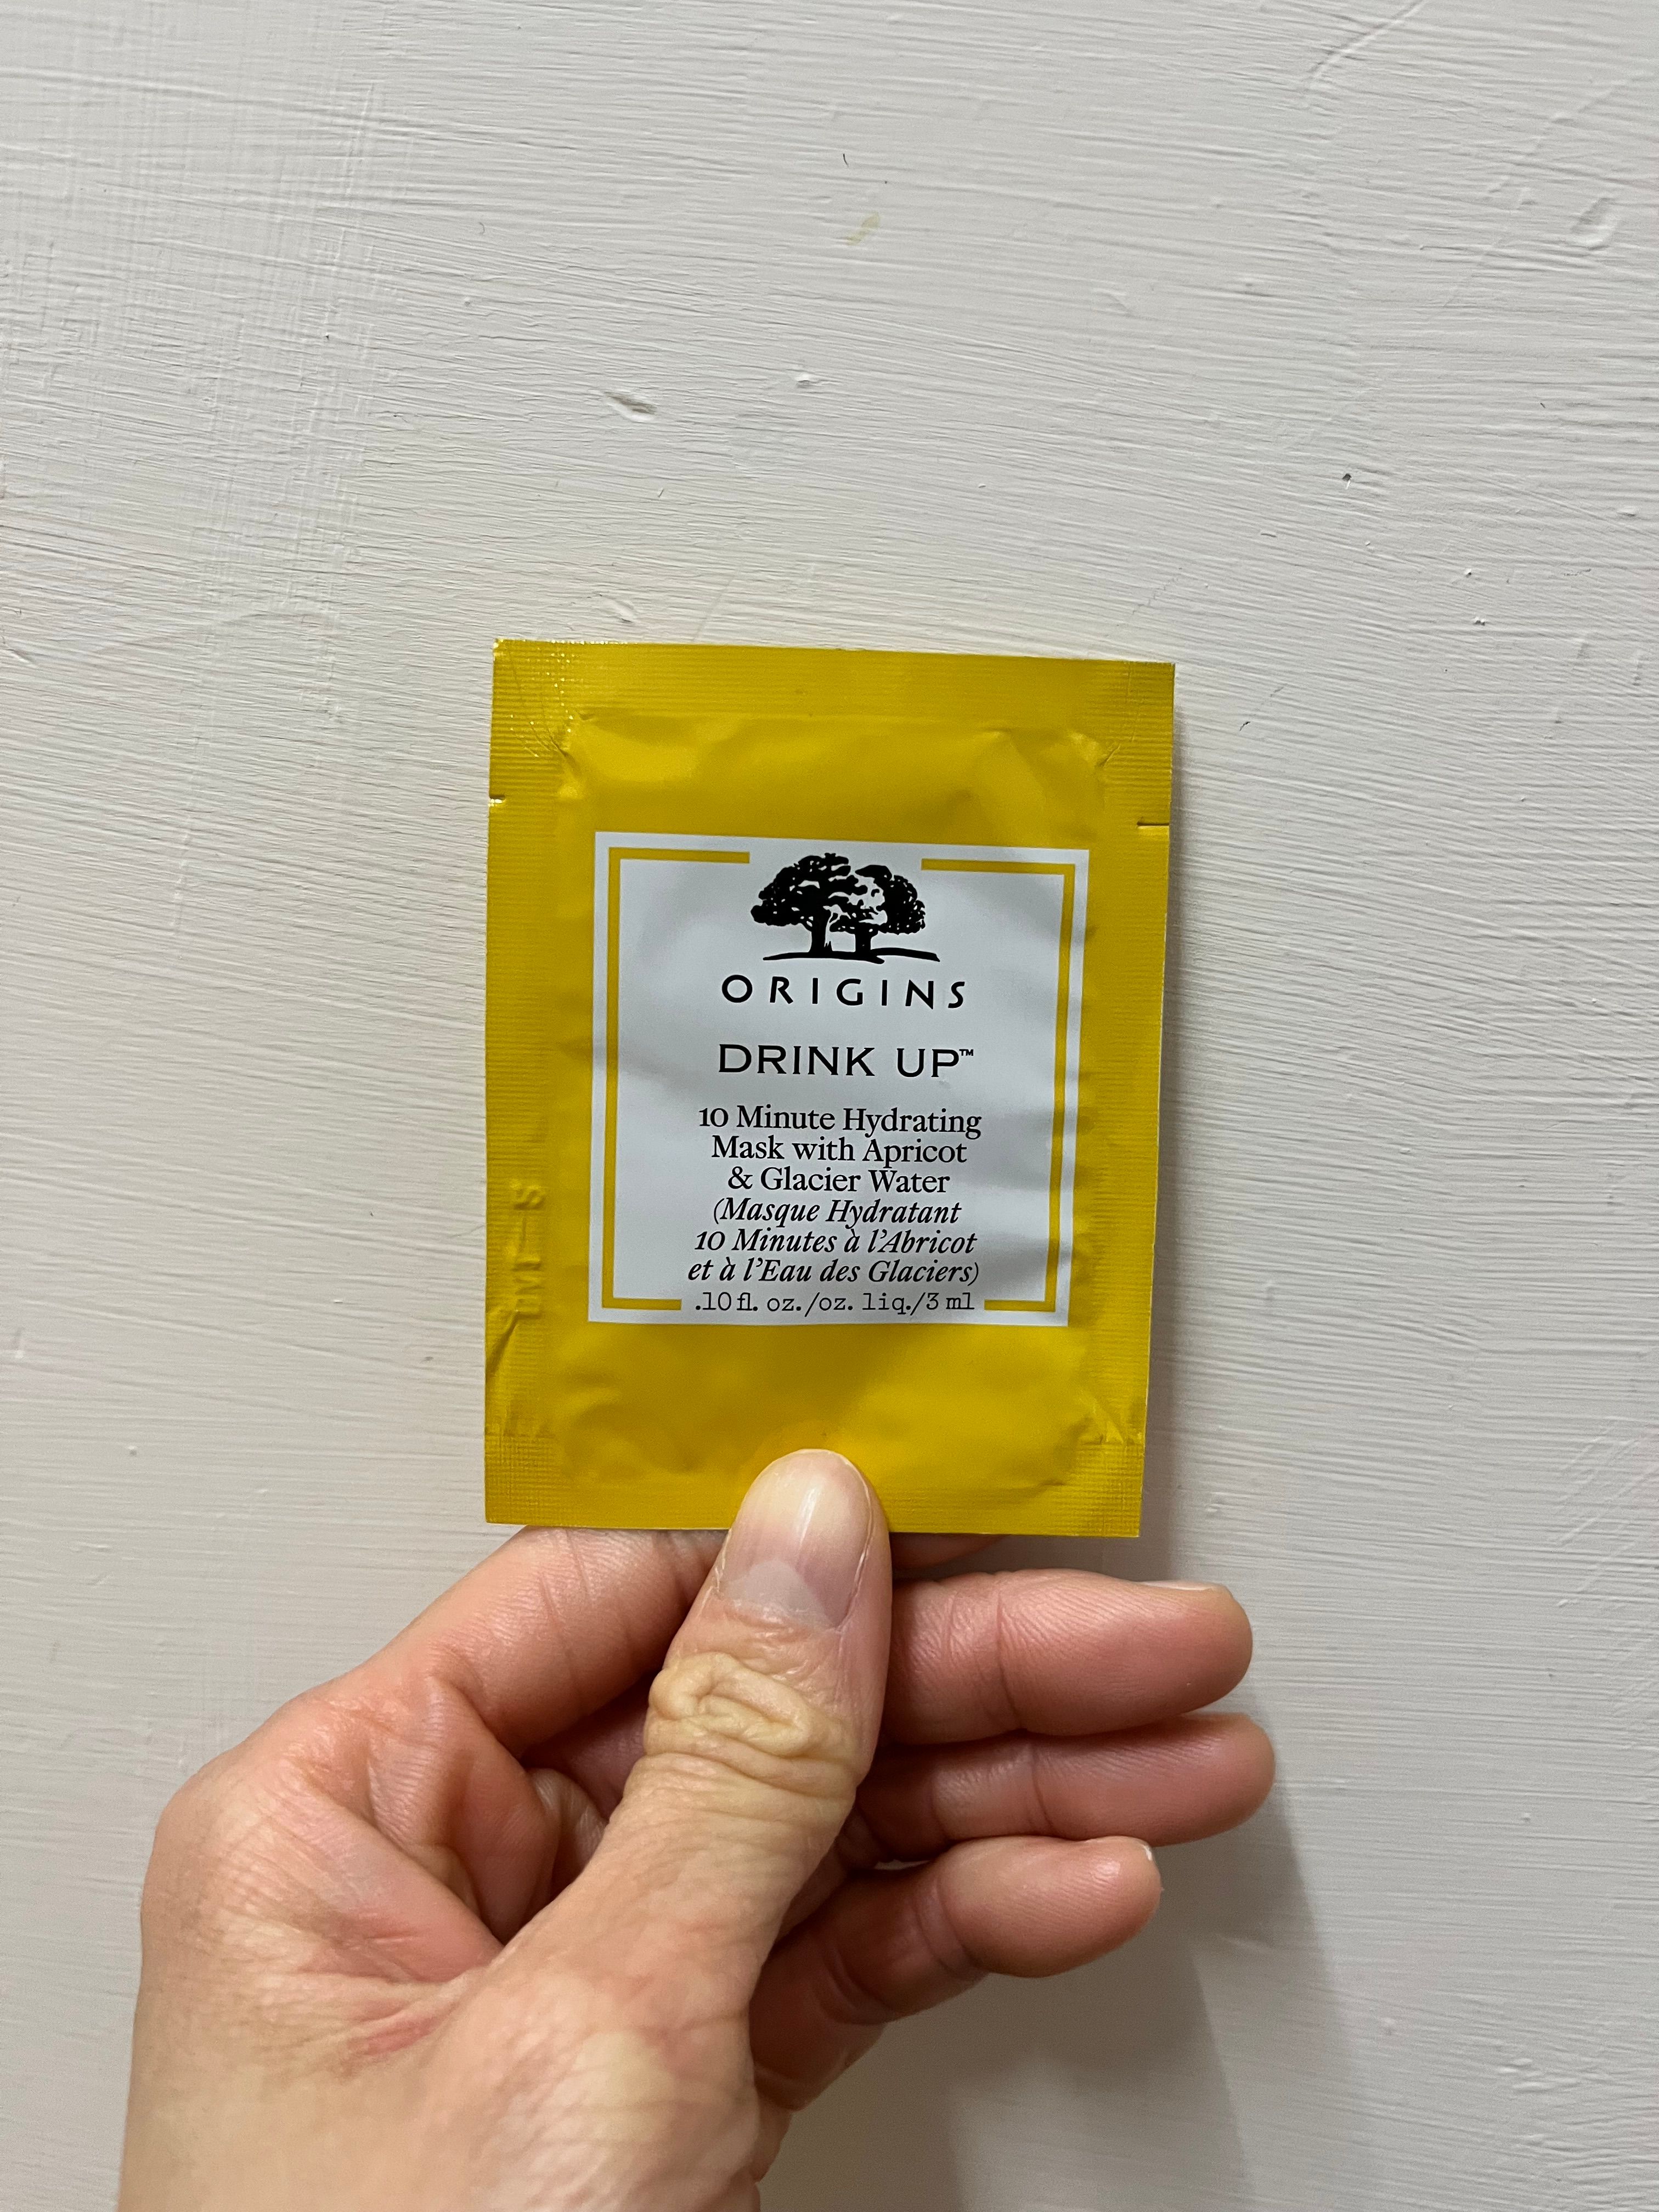 ORIGINS
DRINK UP™
10 Minute Hydrating
Mask with Apricot
& Glacier Water
(Masque Hydratant
10 Minutes à l'Abricot
et à l'Eau des Glaciers)
.10 fl. oz./oz. liq./3 ml